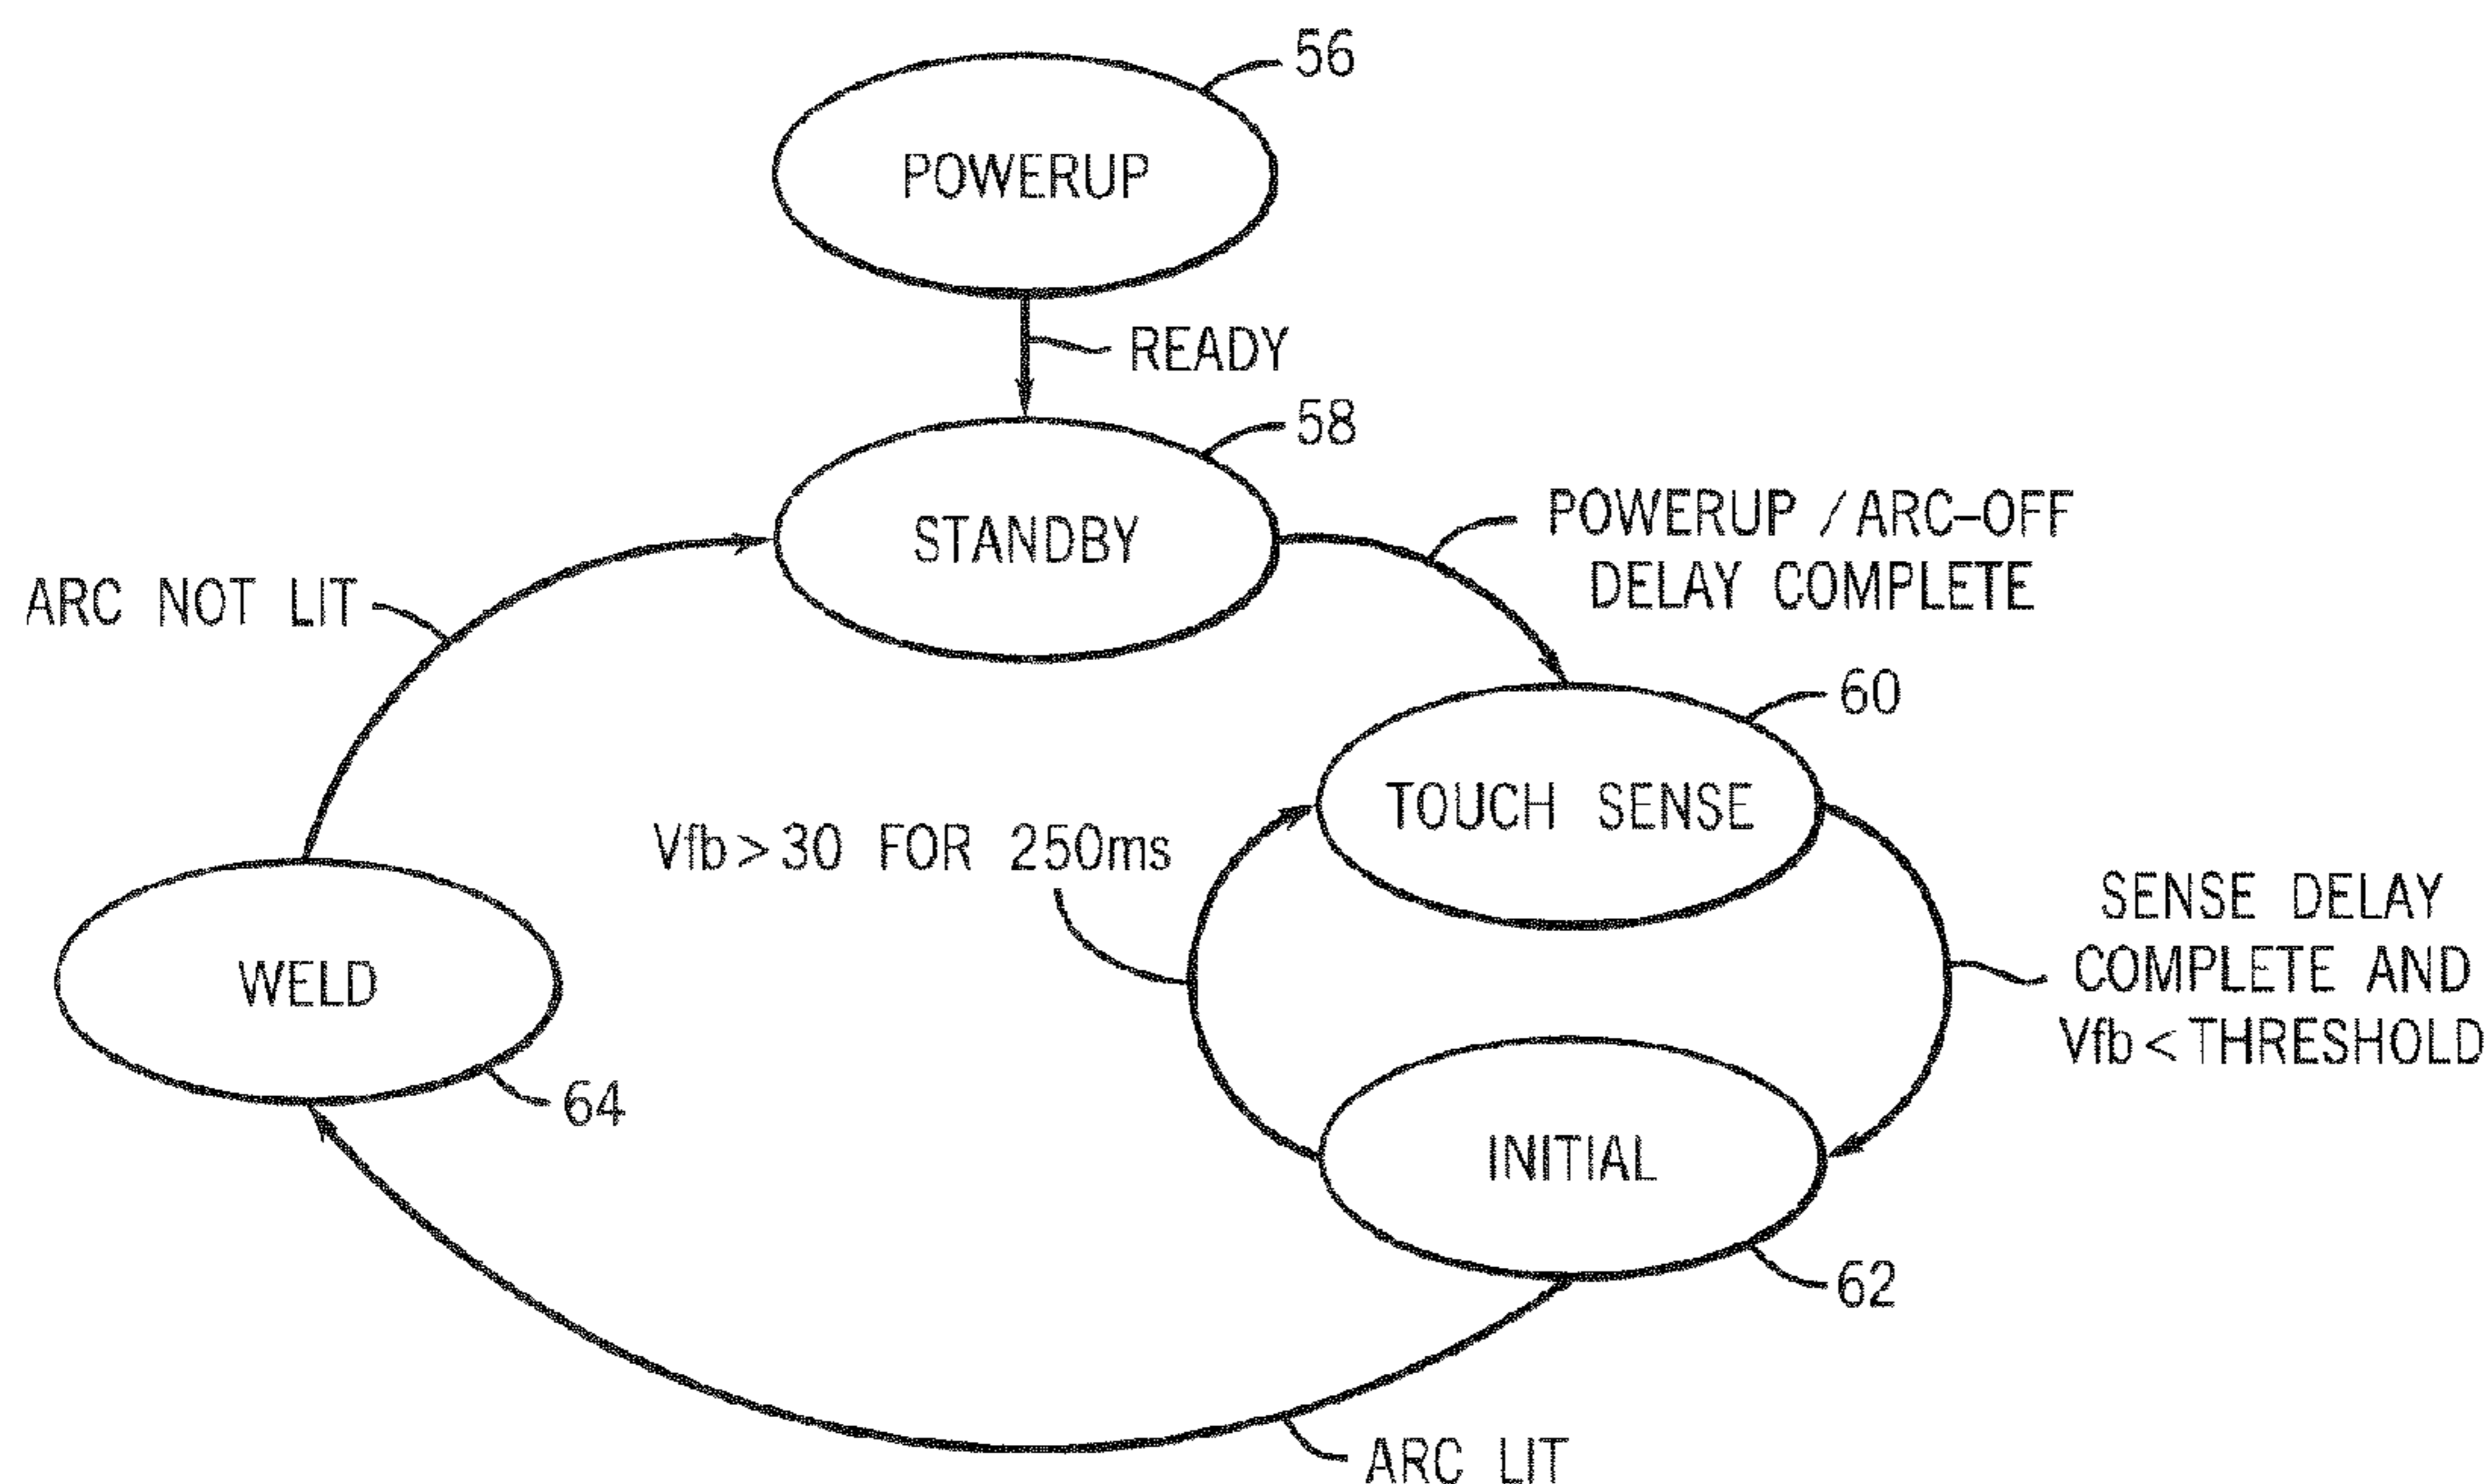 56
POWERUP
READY
58
STANDBY
POWERUP / ARC-OFF
DELAY COMPLETE
ARC NOT LIT
60
TOUCH SENSE
Vfb > 30 FOR 250ms
SENSE DELAY
COMPLETE AND
Vfb < THRESHOLD
WELD
64
INITIAL
62
ARC LIT